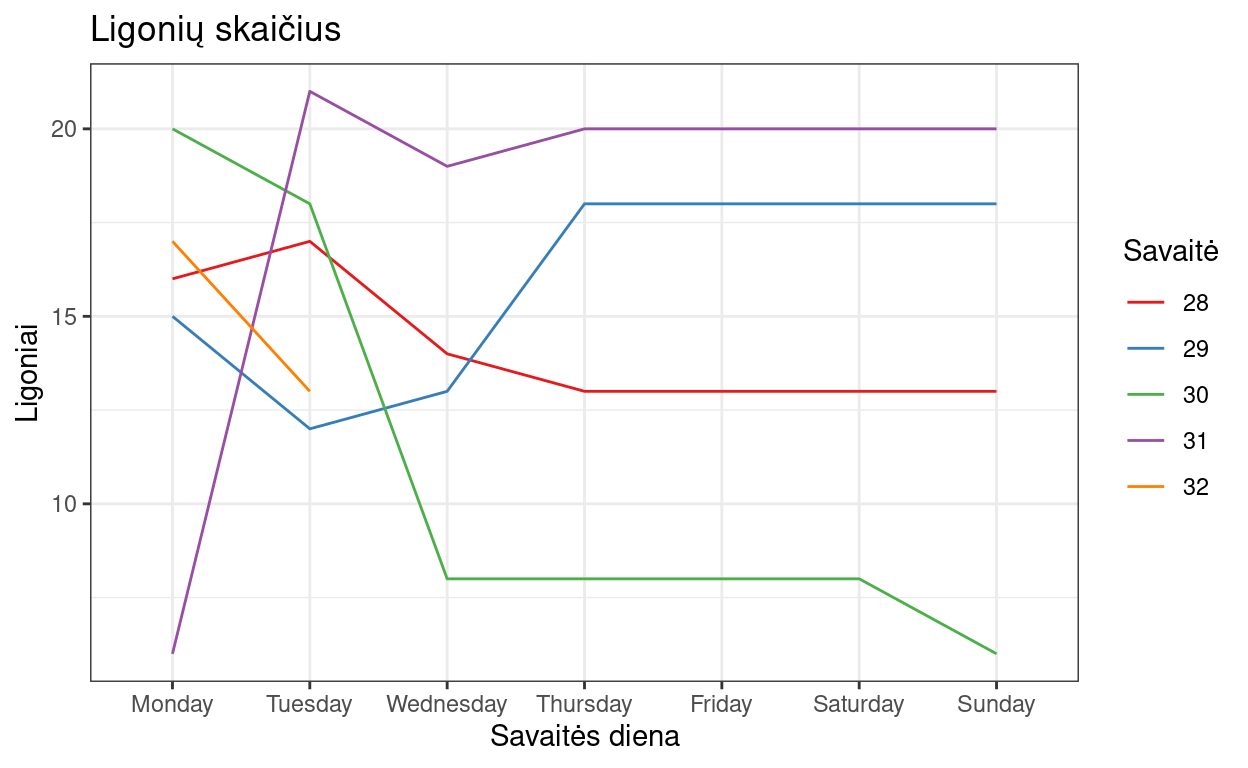 Ligonių skaičius
Ligoniai
20
15
10
Monday Tuesday Wednesday Thursday Friday Saturday Sunday
Savaitės diena
Savaitė
28
29
30
31
32